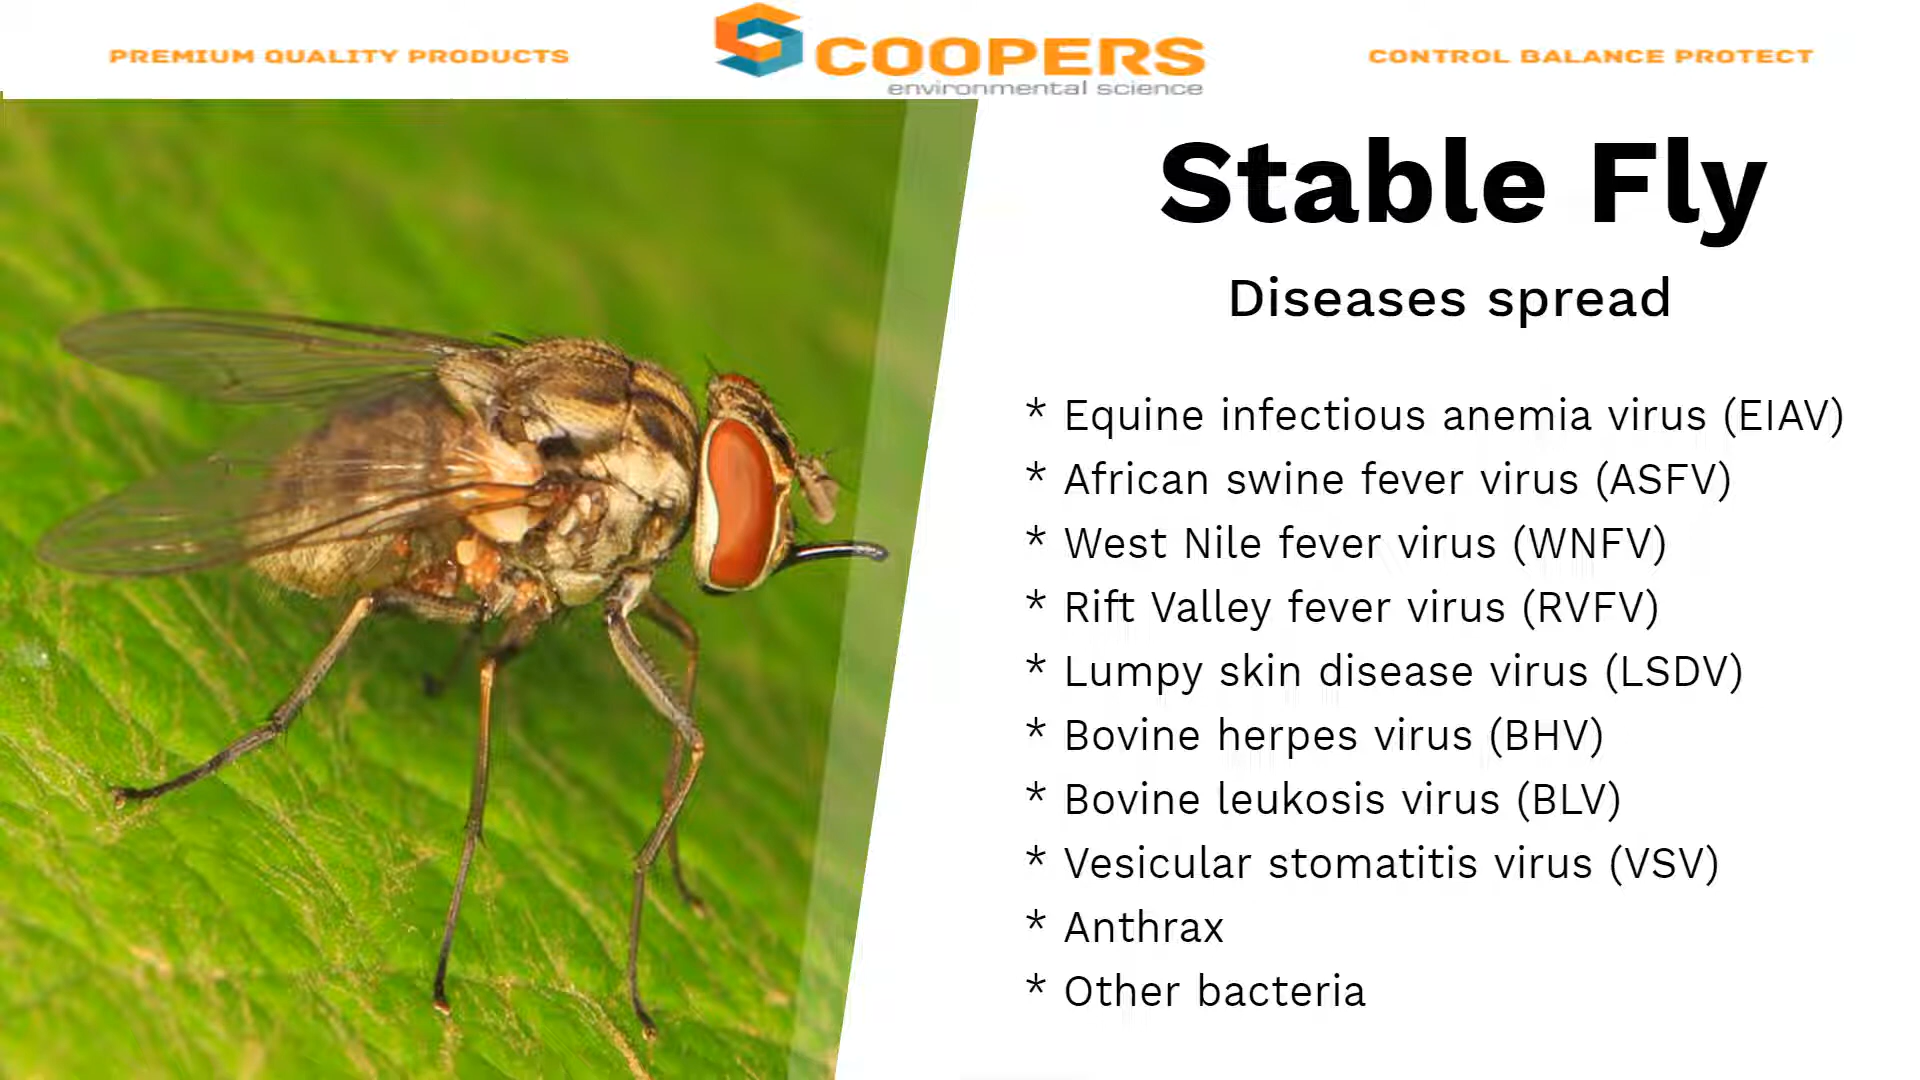 PREMIUM QUALITY PRODUCTS
COOPERS
environmental science
CONTROL BALANCE PROTECT
Stable Fly
Diseases spread
* Equine infectious anemia virus (EIAV)
* African swine fever virus (ASFV)
* West Nile fever virus (WNFV)
* Rift Valley fever virus (RVFV)
* Lumpy skin disease virus (LSDV)
* Bovine herpes virus (BHV)
* Bovine leukosis virus (BLV)
* Vesicular stomatitis virus (VSV)
* Anthrax
* Other bacteria